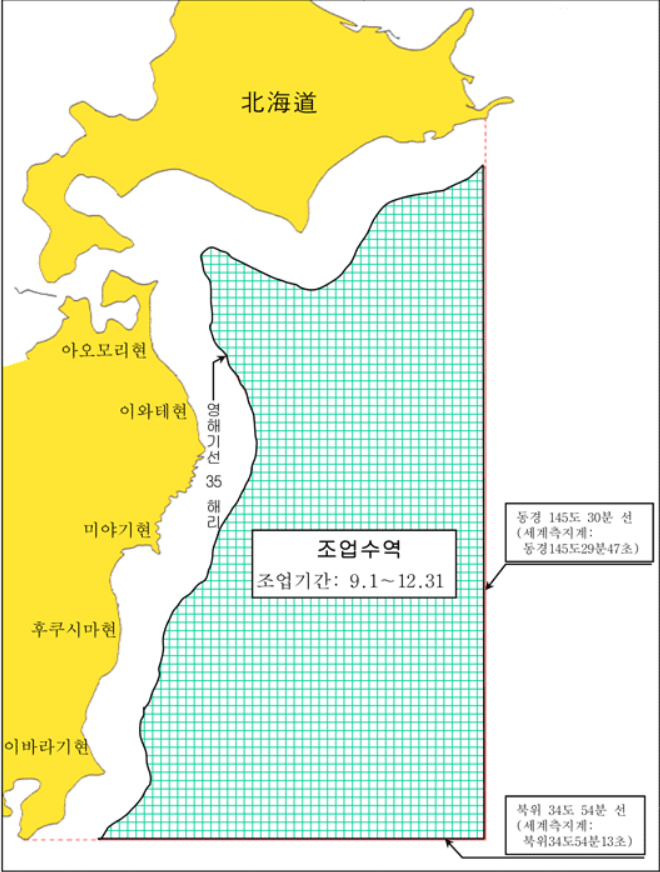 北海道
아오모리현
이와테현
영해기선 35 해리
미야기현
동경 145도 30분 선
(세계측지계:
동경145도29분47초)
조업수역
조업기간: 9.1~12.31
후쿠시마현
이바라기현
북위 34도 54분 선
(세계측지계:
북위34도54분13초)